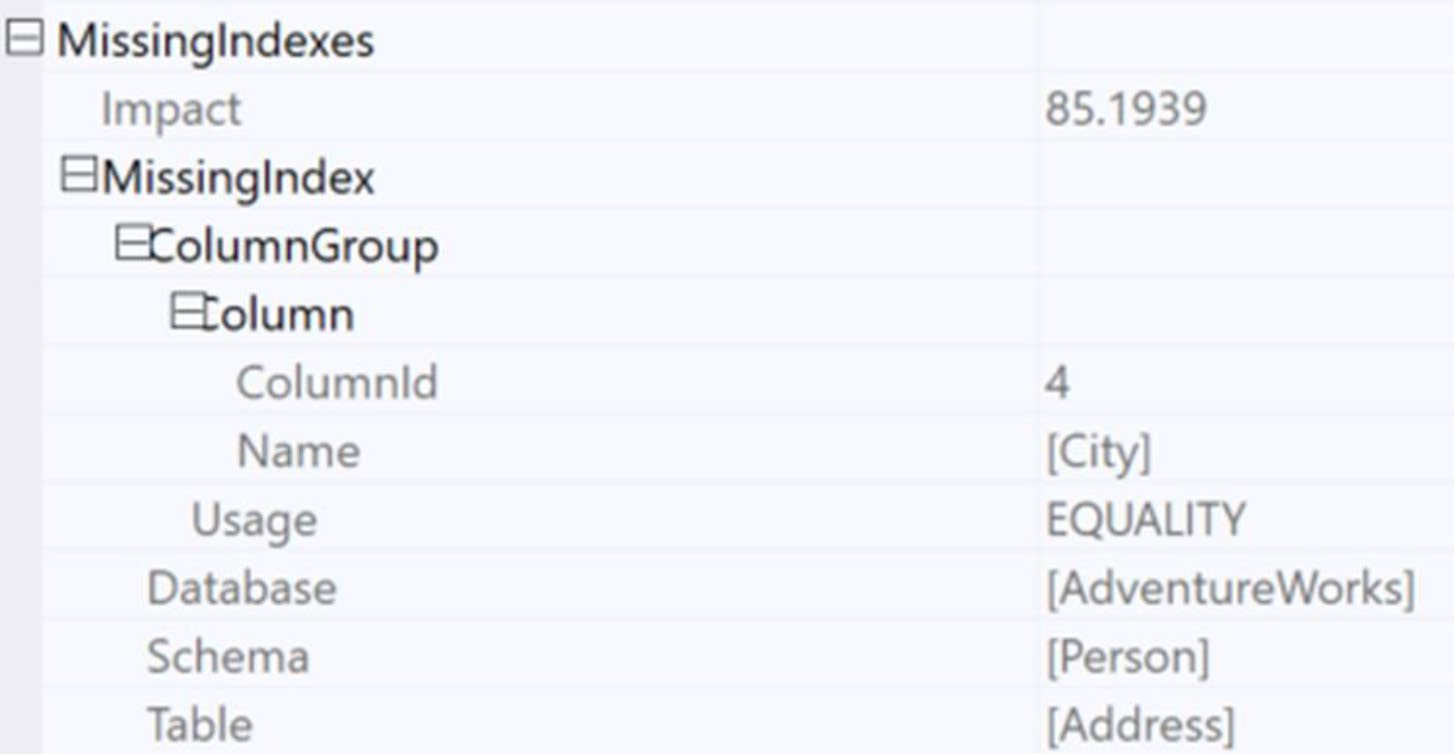 MissingIndexes
Impact 85.1939
MissingIndex
ColumnGroup
Column
ColumnId 4
Name [City]
Usage EQUALITY
Database [AdventureWorks]
Schema [Person]
Table [Address]